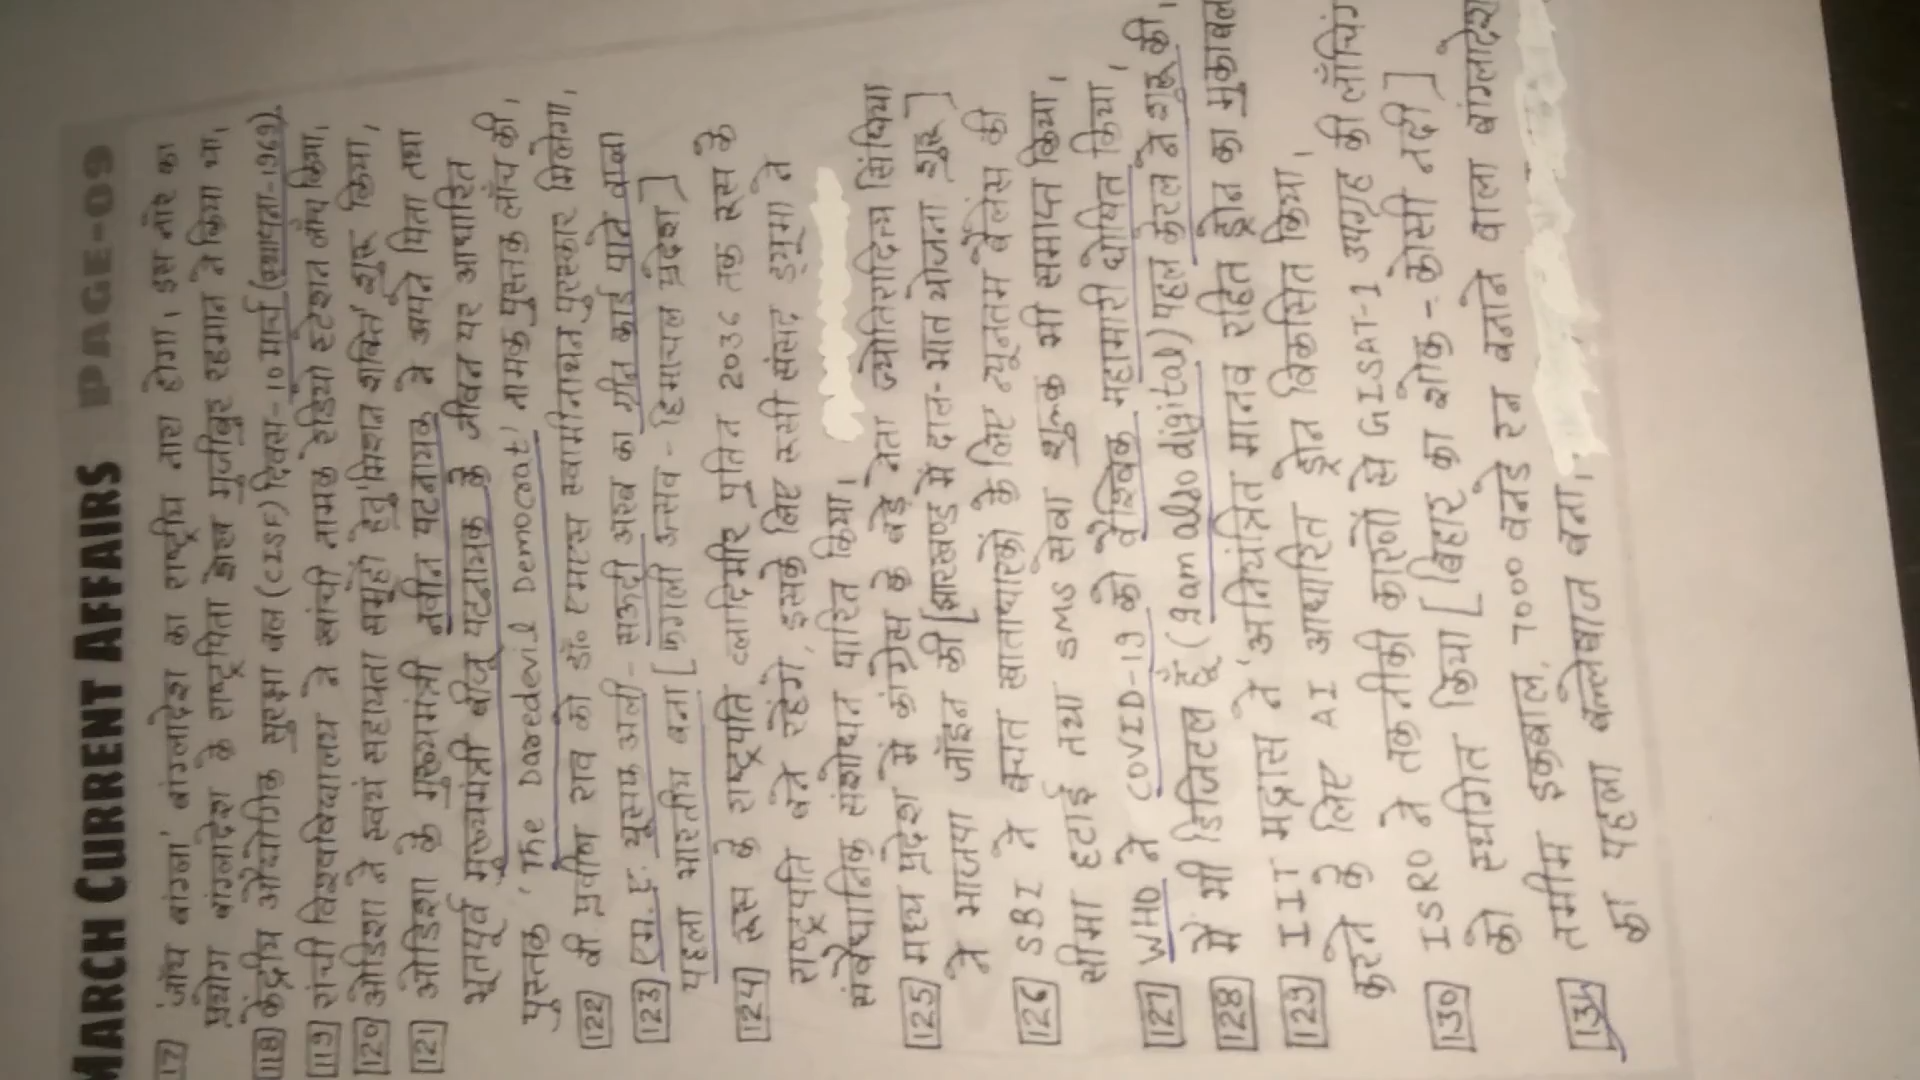 MARCH CURRENT AFFAIRS PAGE-09
117 'जॉय बांग्ला' बांग्लादेश का राष्ट्रीय नारा होगा। इस नारे का
प्रयोग बांग्लादेश के राष्ट्रपिता शेख मुजीबुर रहमान ने किया था।
118 केंद्रीय औद्योगिक सुरक्षा बल (CISF) दिवस- 10 मार्च (स्थापना-1969)
119 रांची विश्वविद्यालय ने खांची नामक रेडियो स्टेशन लॉंच किया।
120 ओडिशा ने स्वयं सहायता समूहों हेतु 'मिशन शक्ति' शुरू किया।
121 ओडिशा के मुख्यमंत्री नवीन पटनायक ने अपने पिता तथा
भूतपूर्व मुख्यमंत्री बीजू पटनायक के जीवन पर आधारित
पुस्तक 'The Daredevil Democrat' नामक पुस्तक लॉंच की।
122 वी प्रवीण राव को डॉ० एमएस स्वामीनाथन पुरस्कार मिलेगा।
123 एम. ए. यूसुफ अली - सऊदी अरब का ग्रीन कार्ड पाने वाला
पहला भारतीय बना [फगली उत्सव - हिमाचल प्रदेश]
124 रूस के राष्ट्रपति व्लादिमीर पुतिन 2036 तक रूस के
राष्ट्रपति बने रहेंगे, इसके लिए रूसी संसद ड्यूमा ने
संवैधानिक संशोधन पारित किया।
125 मध्य प्रदेश में कांग्रेस के बड़े नेता ज्योतिरादित्य सिंधिया
ने भाजपा जॉइन की [झारखण्ड में दाल-भात योजना शुरू]
126 SBI ने बचत खाताधारकों के लिए न्यूनतम बैलेंस की
सीमा हटाई तथा SMS सेवा शुल्क भी समाप्त किया।
127 WHO ने COVID-19 को वैश्विक महामारी घोषित किया।
128 मैं भी डिजिटल हूँ (I am also digital) पहल केरल ने शुरू की।
129 IIT मद्रास ने 'अनियंत्रित मानव रहित ड्रोन का मुकाबला
करने के लिए AI आधारित ड्रोन विकसित किया।
130 ISRO ने तकनीकी कारणों से GISAT-1 उपग्रह की लॉंचिंग
को स्थगित किया [बिहार का शोक - कोसी नदी]
131 तमीम इकबाल, 7000 वनडे रन बनाने वाला बांग्लादेश
का पहला बल्लेबाज बना।